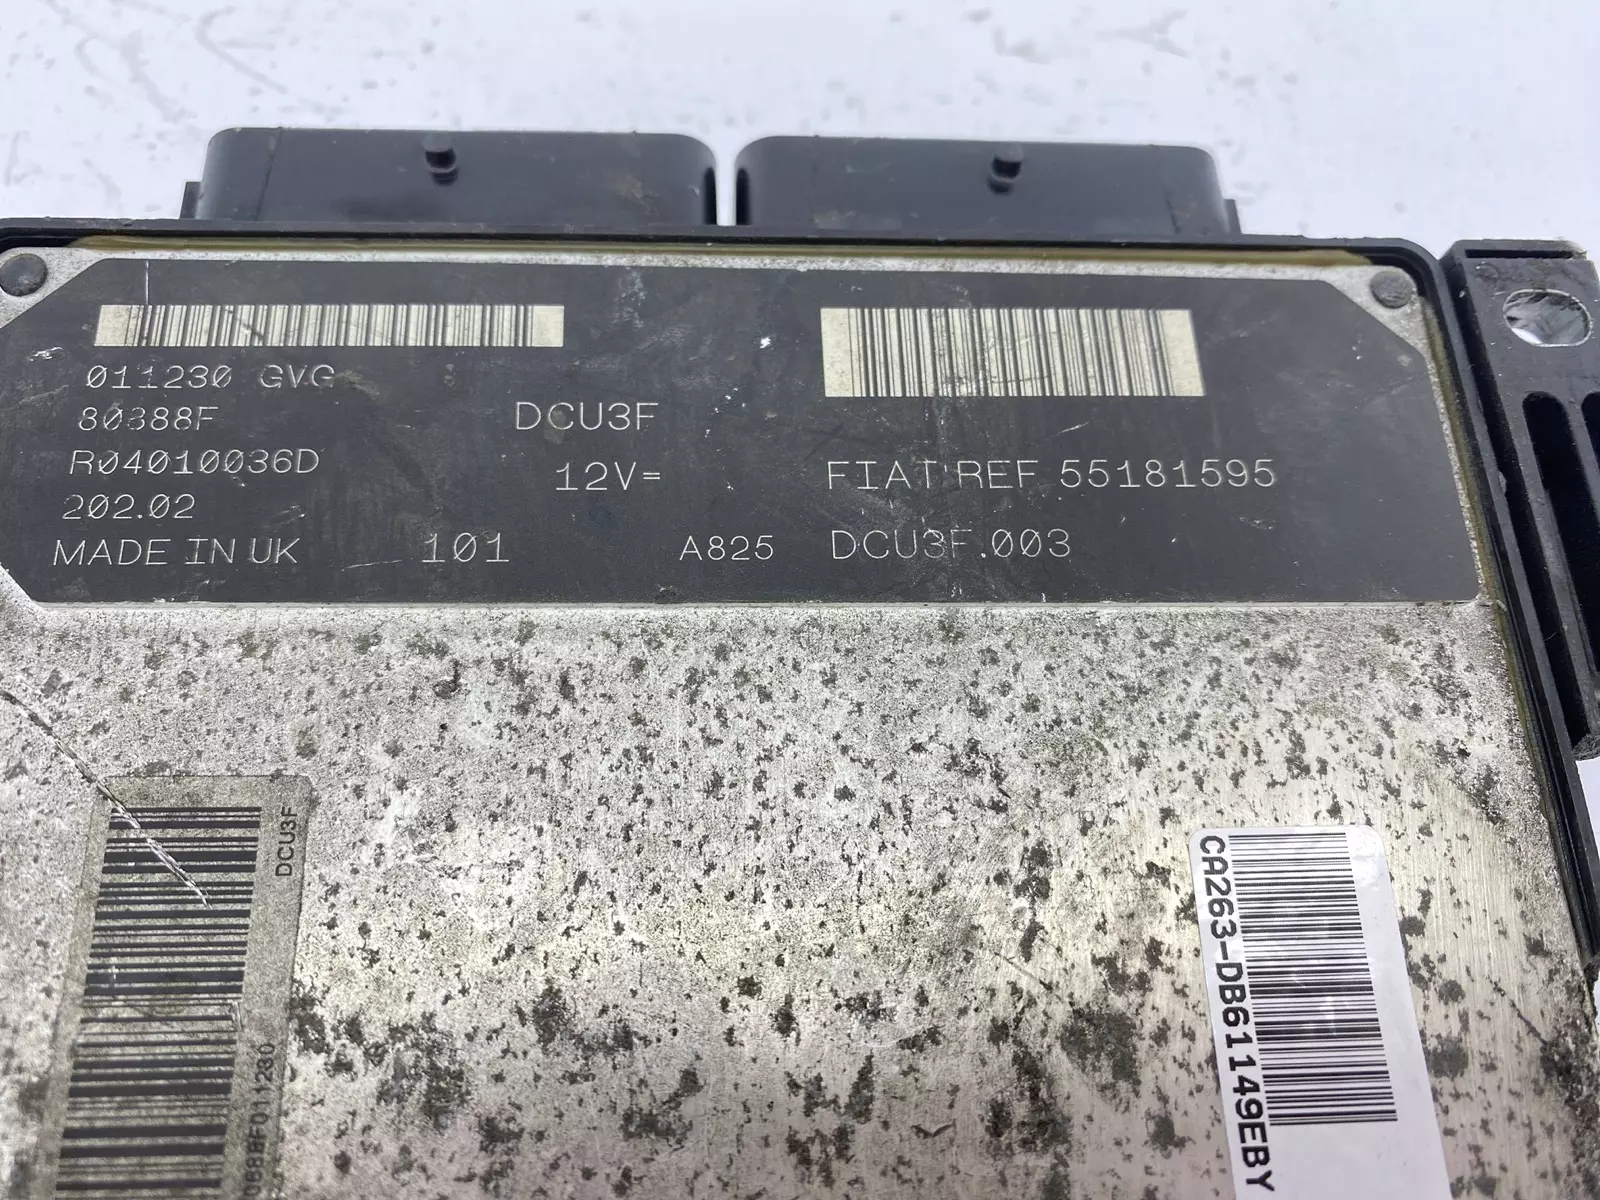 011230 GVG
80888F
R04010036D
202.02
MADE IN UK
DCU3F
12V=
101
A825
FIAT REF 55181595
DCU3F.003
DCU3F
CA263-DB61149EBY